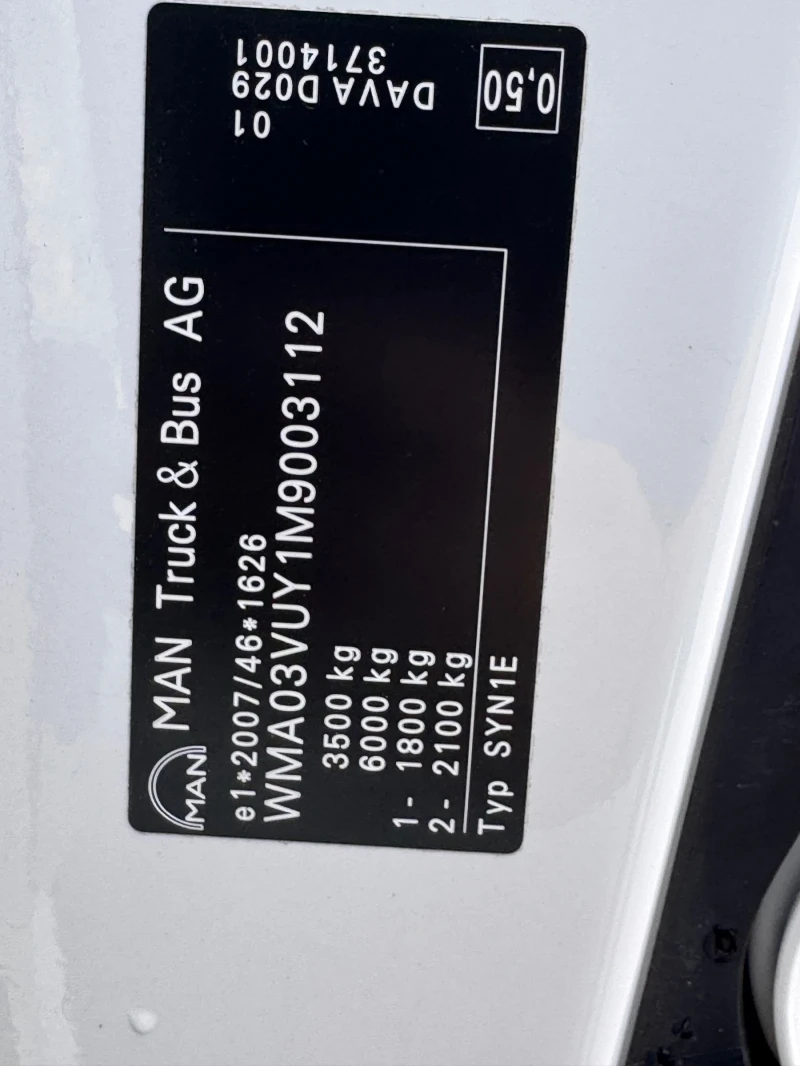 MAN
MAN Truck & Bus AG
e1*2007/46*1626
WMA03VUY1M9003112
3500 kg
6000 kg
1- 1800 kg
2- 2100 kg
Typ SYN1E
01
DAVA D029
3714001
0,50